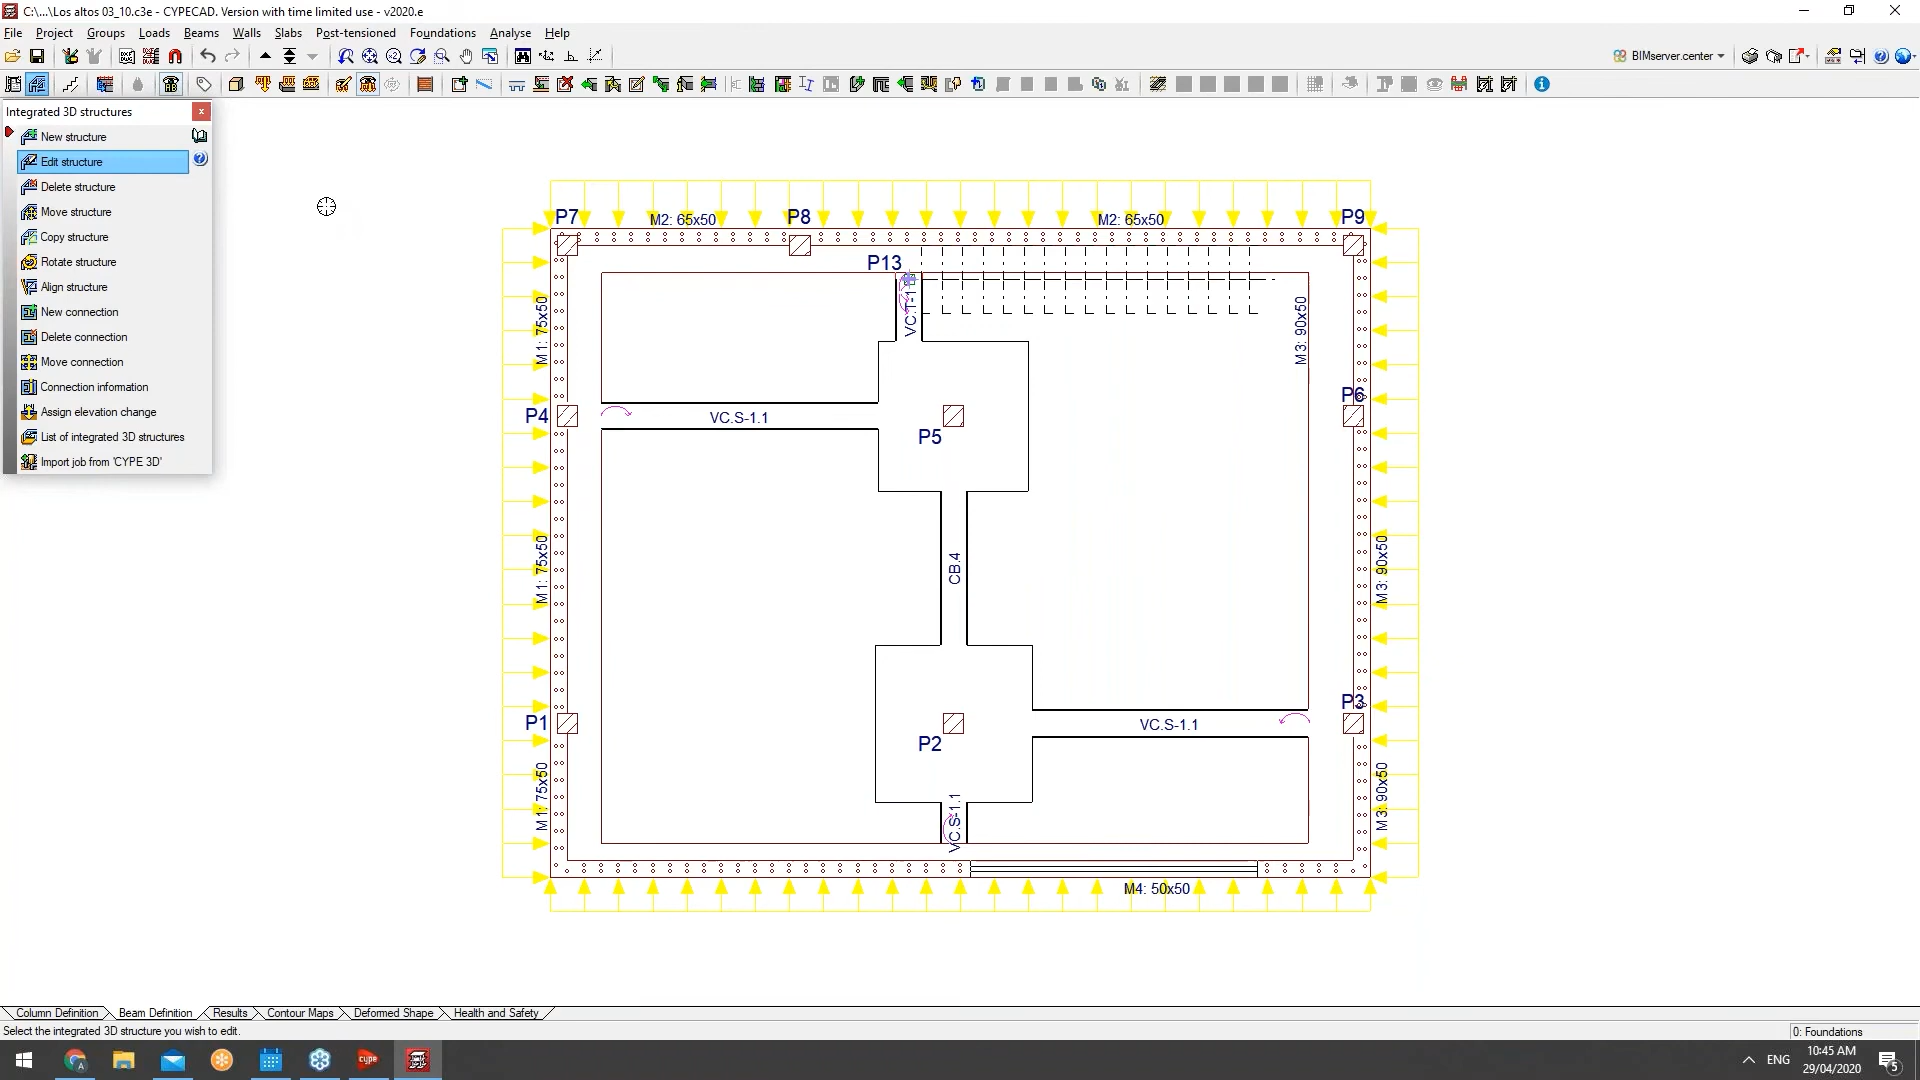 C:\...\Los altos 03_10.c3e - CYPECAD. Version with time limited use - v2020.e
File Project Groups Loads Beams Walls Slabs Post-tensioned Foundations Analyse Help
BIMserver.center
Integrated 3D structures
New structure
Edit structure
Delete structure
Move structure
Copy structure
Rotate structure
Align structure
New connection
Delete connection
Move connection
Connection information
Assign elevation change
List of integrated 3D structures
Import job from 'CYPE 3D'
P7 M2: 65x50 P8 M2: 65x50 P9
P13
VC.T-1.1
M1: 75x50
M3: 90x50
P4 VC.S-1.1 P5 P6
M1: 75x50
CB.4
M3: 90x50
P1 P2 VC.S-1.1 P3
M1: 75x50
VC.S-1.1
M3: 90x50
M4: 50x50
Column Definition Beam Definition Results Contour Maps Deformed Shape Health and Safety
Select the integrated 3D structure you wish to edit.
0: Foundations
cype
ENG
10:45 AM
29/04/2020
5